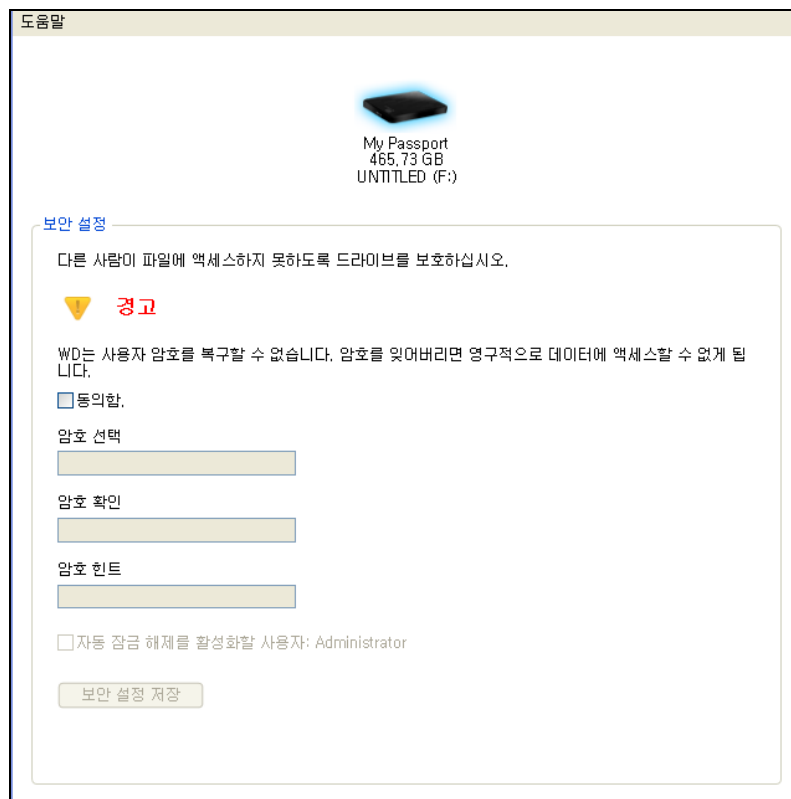 도움말
My Passport
465,73 GB
UNTITLED (F:)
보안 설정
다른 사람이 파일에 액세스하지 못하도록 드라이브를 보호하십시오,
경고
WD는 사용자 암호를 복구할 수 없습니다, 암호를 잊어버리면 영구적으로 데이터에 액세스할 수 없게 됩
니다,
동의함,
암호 선택
암호 확인
암호 힌트
자동 잠금 해제를 활성화할 사용자: Administrator
보안 설정 저장